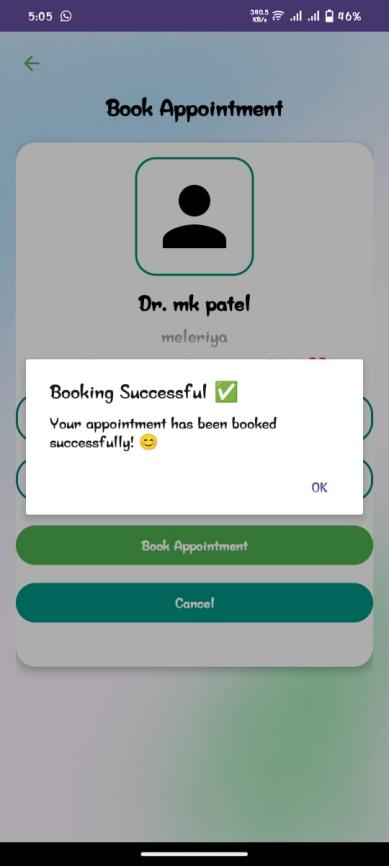 5:05
340.5
KB/s
46%
Book Appointment
Dr. mk patel
meleriya
Booking Successful ✅
Your appointment has been booked
successfully! 😊
OK
Book Appointment
Cancel